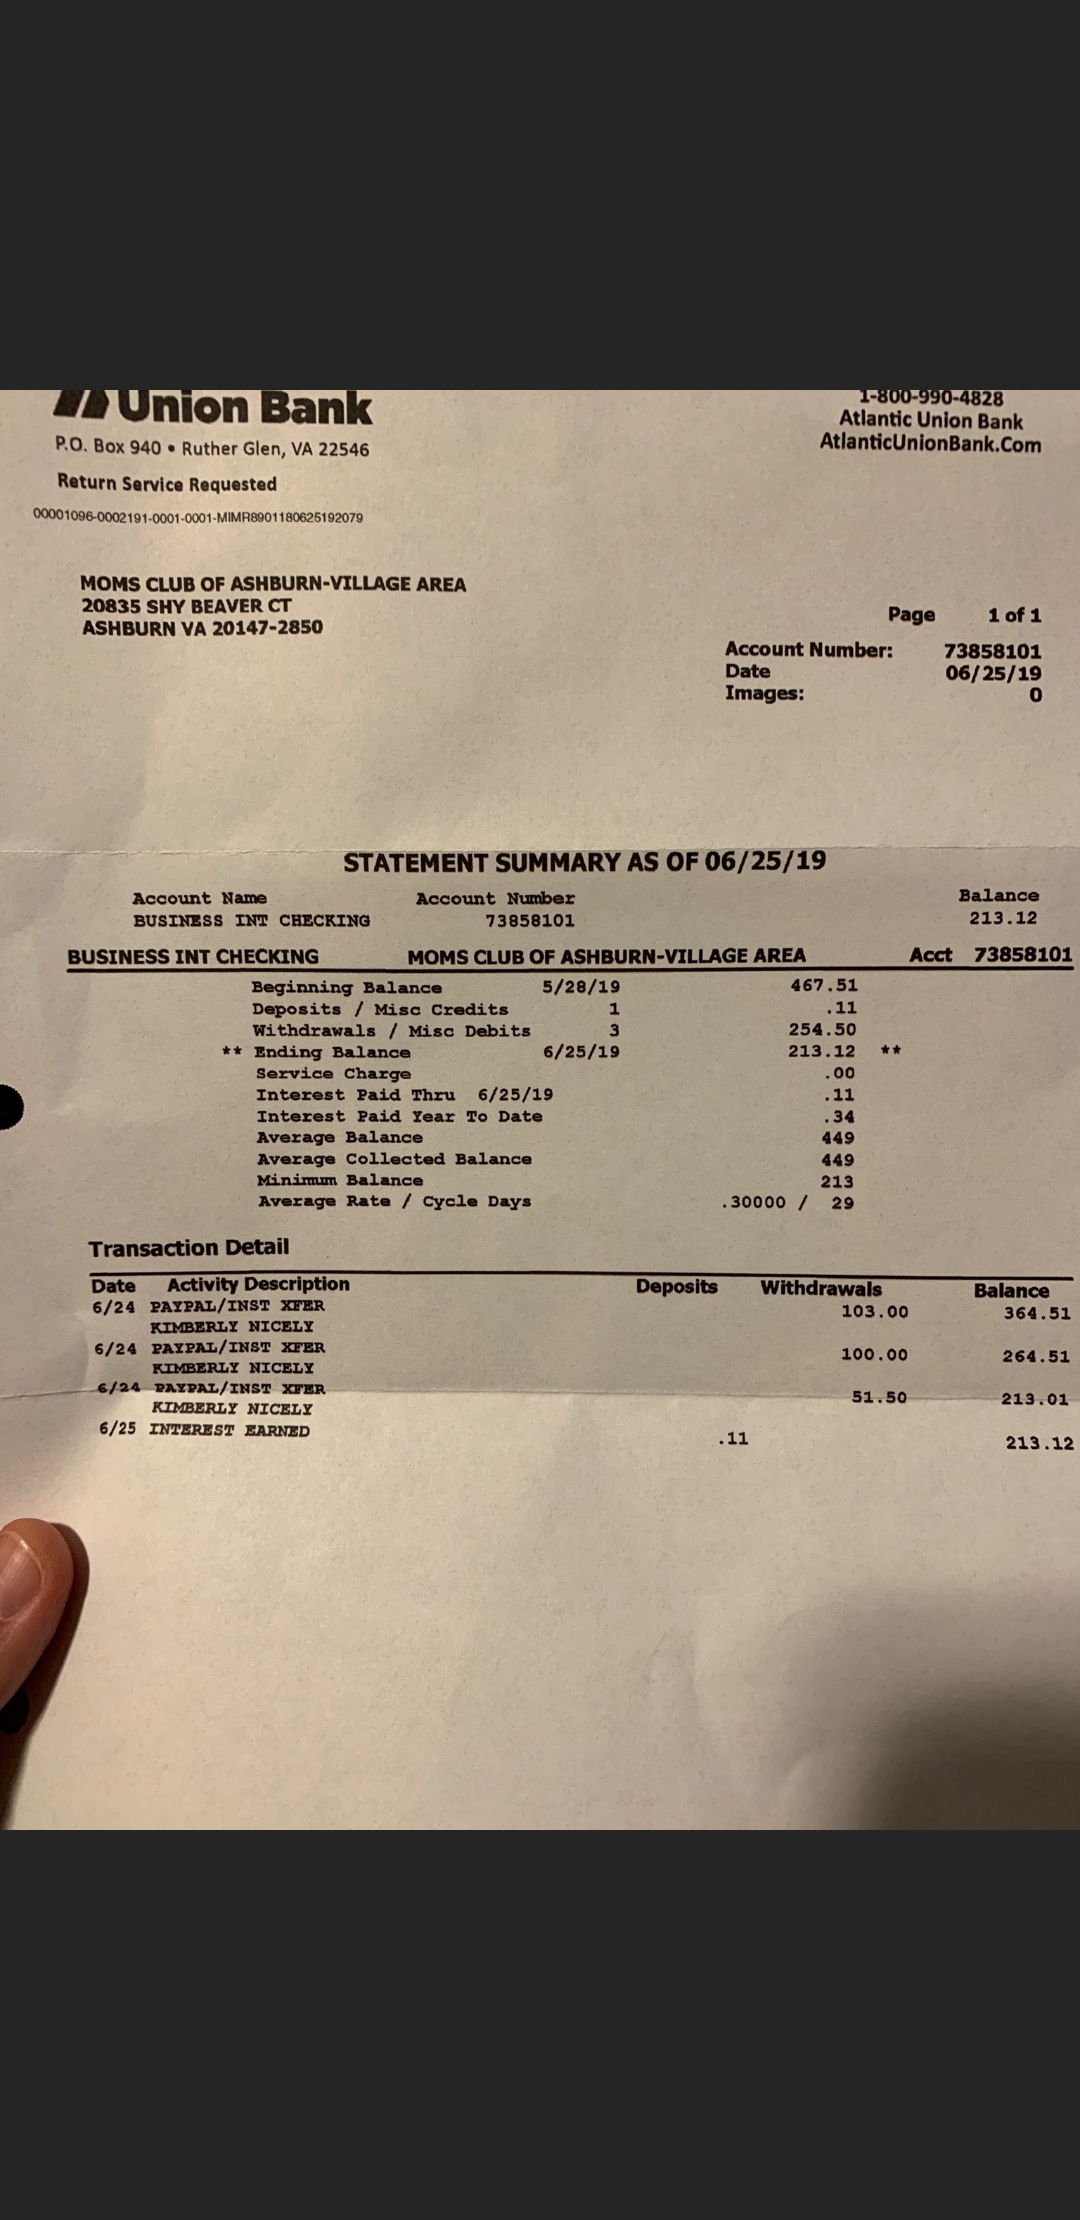 Union Bank
P.O. Box 940 • Ruther Glen, VA 22546
Return Service Requested
00001096-0002191-0001-0001-MIMR8901180625192079
1-800-990-4828
Atlantic Union Bank
AtlanticUnionBank.Com
MOMS CLUB OF ASHBURN-VILLAGE AREA
20835 SHY BEAVER CT
ASHBURN VA 20147-2850
Page 1 of 1
Account Number: 73858101
Date 06/25/19
Images: 0
STATEMENT SUMMARY AS OF 06/25/19
Account Name Account Number Balance
BUSINESS INT CHECKING 73858101 213.12
BUSINESS INT CHECKING MOMS CLUB OF ASHBURN-VILLAGE AREA Acct 73858101
Beginning Balance 5/28/19 467.51
Deposits / Misc Credits 1 .11
Withdrawals / Misc Debits 3 254.50
** Ending Balance 6/25/19 213.12 **
Service Charge .00
Interest Paid Thru 6/25/19 .11
Interest Paid Year To Date .34
Average Balance 449
Average Collected Balance 449
Minimum Balance 213
Average Rate / Cycle Days .30000 / 29
Transaction Detail
Date Activity Description Deposits Withdrawals Balance
6/24 PAYPAL/INST XFER 103.00 364.51
KIMBERLY NICELY
6/24 PAYPAL/INST XFER 100.00 264.51
KIMBERLY NICELY
6/24 PAYPAL/INST XFER 51.50 213.01
KIMBERLY NICELY
6/25 INTEREST EARNED .11 213.12